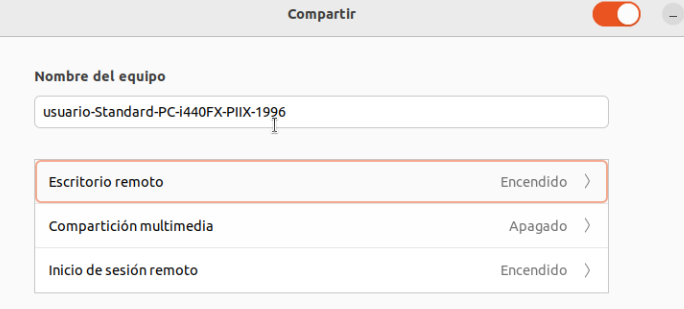 Compartir
Nombre del equipo
usuario-Standard-PC-i440FX-PIIX-1996
Escritorio remoto Encendido
Compartición multimedia Apagado
Inicio de sesión remoto Encendido